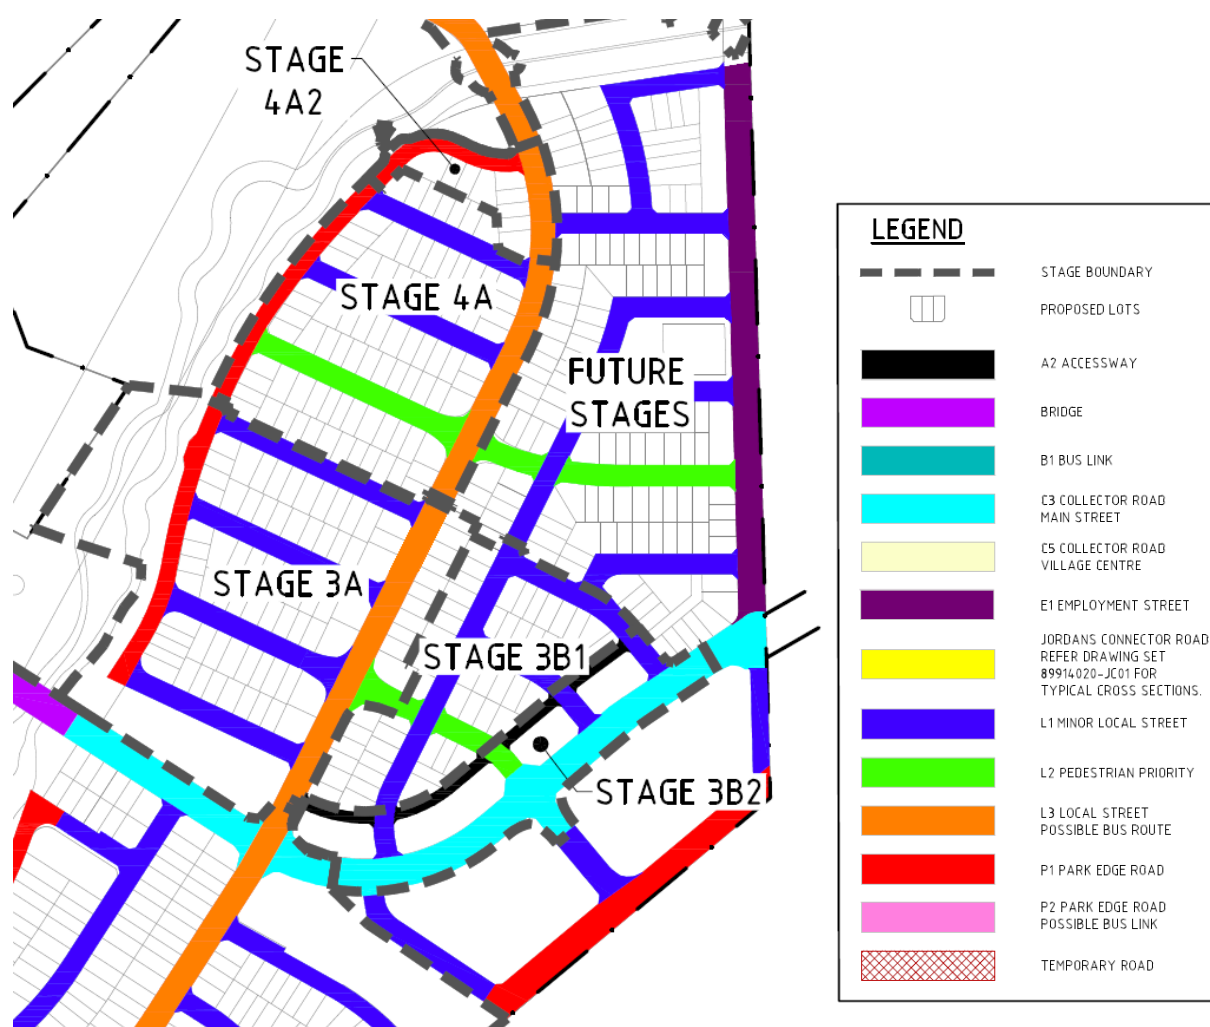 STAGE
4A2
STAGE 4A
FUTURE
STAGES
STAGE 3A
STAGE 3B1
STAGE 3B2
LEGEND
STAGE BOUNDARY
PROPOSED LOTS
A2 ACCESSWAY
BRIDGE
B1 BUS LINK
C3 COLLECTOR ROAD
MAIN STREET
C5 COLLECTOR ROAD
VILLAGE CENTRE
E1 EMPLOYMENT STREET
JORDANS CONNECTOR ROAD
REFER DRAWING SET
89914020-JC01 FOR
TYPICAL CROSS SECTIONS.
L1 MINOR LOCAL STREET
L2 PEDESTRIAN PRIORITY
L3 LOCAL STREET
POSSIBLE BUS ROUTE
P1 PARK EDGE ROAD
P2 PARK EDGE ROAD
POSSIBLE BUS LINK
TEMPORARY ROAD